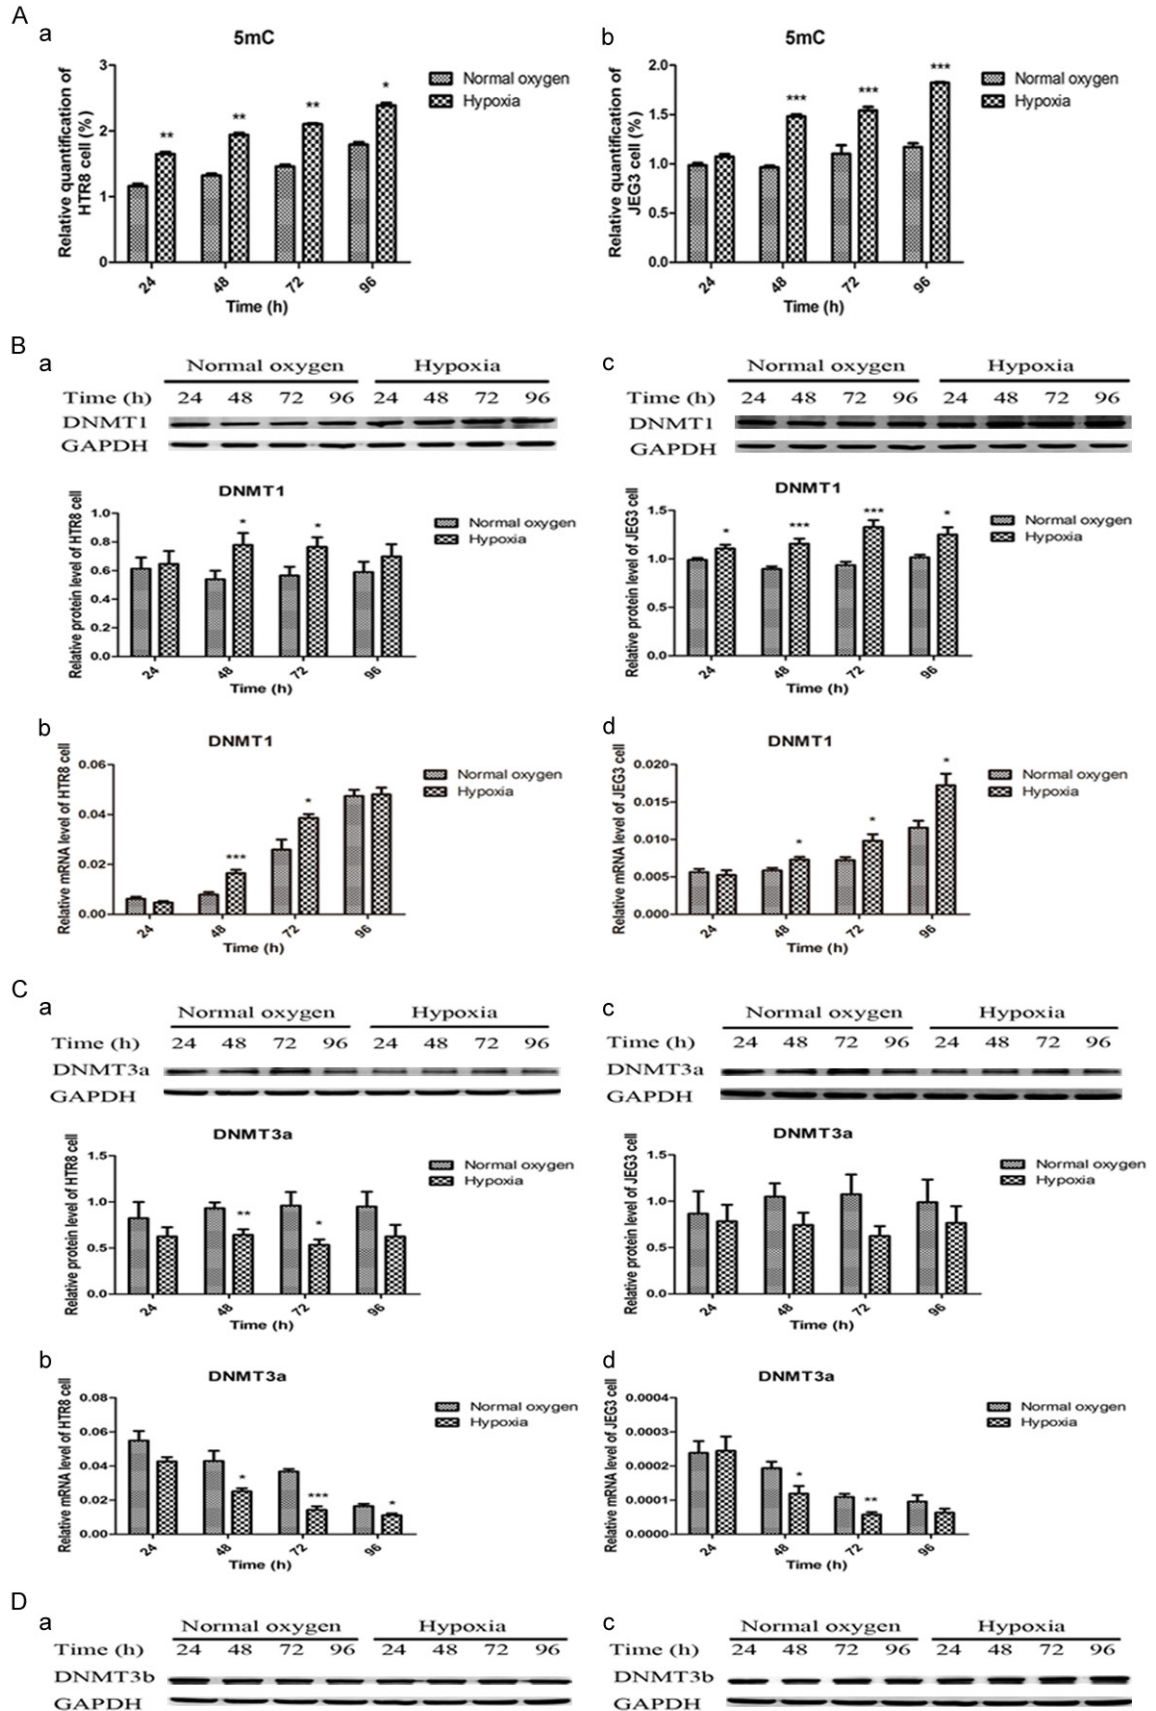 A
a
5mC
Relative quantification of
HTR8 cell (%)
3
2
1
0
** ** ** *
24 48 72 96
Time (h)
Normal oxygen
Hypoxia
b
5mC
Relative quantification of
JEG3 cell (%)
2.0
1.5
1.0
0.5
0.0
*** *** ***
24 48 72 96
Time (h)
Normal oxygen
Hypoxia
B
a
Normal oxygen Hypoxia
Time (h) 24 48 72 96 24 48 72 96
DNMT1
GAPDH
DNMT1
Relative protein level of HTR8 cell
1.0
0.8
0.6
0.4
0.2
0.0
* *
24 48 72 96
Time (h)
Normal oxygen
Hypoxia
c
Normal oxygen Hypoxia
Time (h) 24 48 72 96 24 48 72 96
DNMT1
GAPDH
DNMT1
Relative protein level of JEG3 cell
1.5
1.0
0.5
0.0
* *** *** *
24 48 72 96
Time (h)
Normal oxygen
Hypoxia
b
DNMT1
Relative mRNA level of HTR8 cell
0.06
0.04
0.02
0.00
*** *
24 48 72 96
Time (h)
Normal oxygen
Hypoxia
d
DNMT1
Relative mRNA level of JEG3 cell
0.020
0.015
0.010
0.005
0.000
* * *
24 48 72 96
Time (h)
Normal oxygen
Hypoxia
C
a
Normal oxygen Hypoxia
Time (h) 24 48 72 96 24 48 72 96
DNMT3a
GAPDH
DNMT3a
Relative protein level of HTR8 cell
1.5
1.0
0.5
0.0
** *
24 48 72 96
Time (h)
Normal oxygen
Hypoxia
c
Normal oxygen Hypoxia
Time (h) 24 48 72 96 24 48 72 96
DNMT3a
GAPDH
DNMT3a
Relative protein level of JEG3 cell
1.5
1.0
0.5
0.0
24 48 72 96
Time (h)
Normal oxygen
Hypoxia
b
DNMT3a
Relative mRNA level of HTR8 cell
0.08
0.06
0.04
0.02
0.00
* *** *
24 48 72 96
Time (h)
Normal oxygen
Hypoxia
d
DNMT3a
Relative mRNA level of JEG3 cell
0.0004
0.0003
0.0002
0.0001
0.0000
* **
24 48 72 96
Time (h)
Normal oxygen
Hypoxia
D
a
Normal oxygen Hypoxia
Time (h) 24 48 72 96 24 48 72 96
DNMT3b
GAPDH
c
Normal oxygen Hypoxia
Time (h) 24 48 72 96 24 48 72 96
DNMT3b
GAPDH